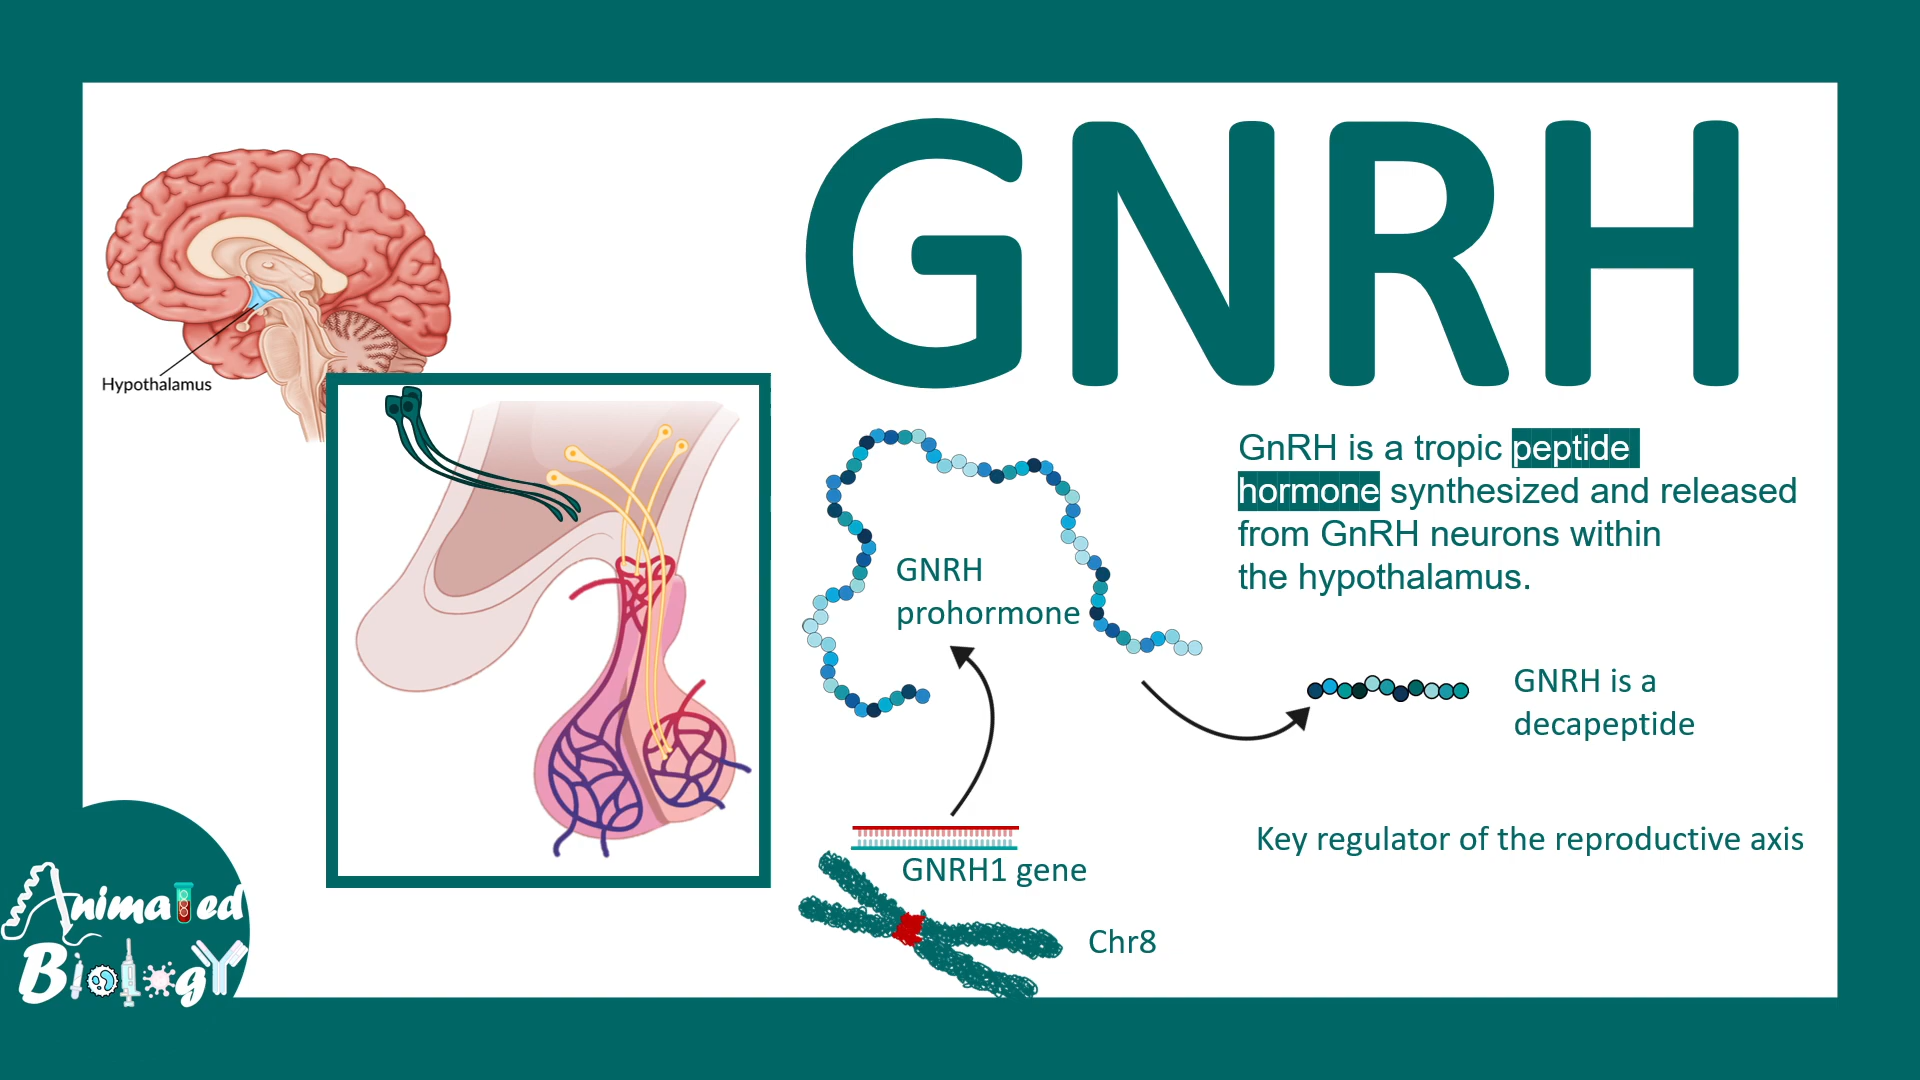 GNRH
Hypothalamus
GnRH is a tropic peptide
hormone synthesized and released
from GnRH neurons within
the hypothalamus.
GNRH
prohormone
GNRH is a
decapeptide
Key regulator of the reproductive axis
GNRH1 gene
Chr8
Animated
Biology